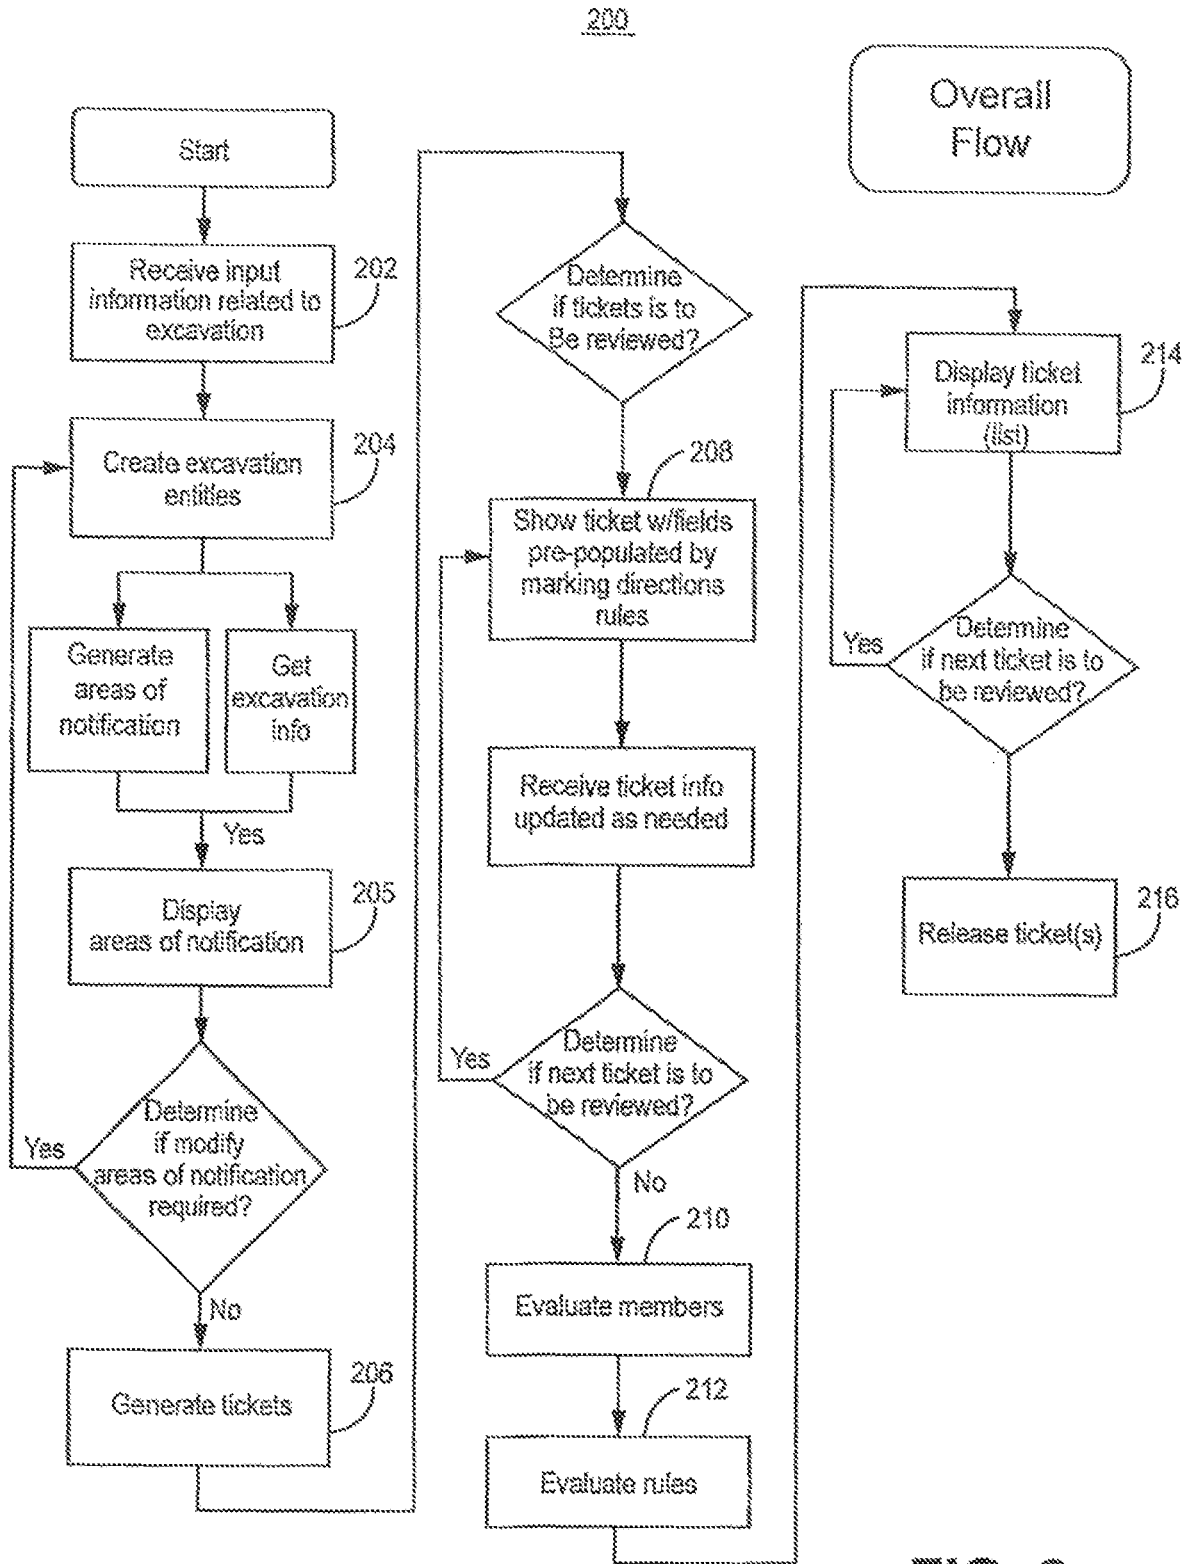 200
Overall
Flow
Start
Receive input
information related to
excavation
202
Create excavation
entities
204
Generate
areas of
notification
Get
excavation
info
Yes
Display
areas of notification
205
Determine
if modify
areas of notification
required?
Yes
No
Generate tickets
206
Determine
if tickets is to
Be reviewed?
208
Show ticket w/fields
pre-populated by
marking directions
rules
Receive ticket info
updated as needed
Determine
if next ticket is to
be reviewed?
Yes
No
210
Evaluate members
212
Evaluate rules
Display ticket
information
(list)
214
Determine
if next ticket is to
be reviewed?
Yes
Release ticket(s)
216